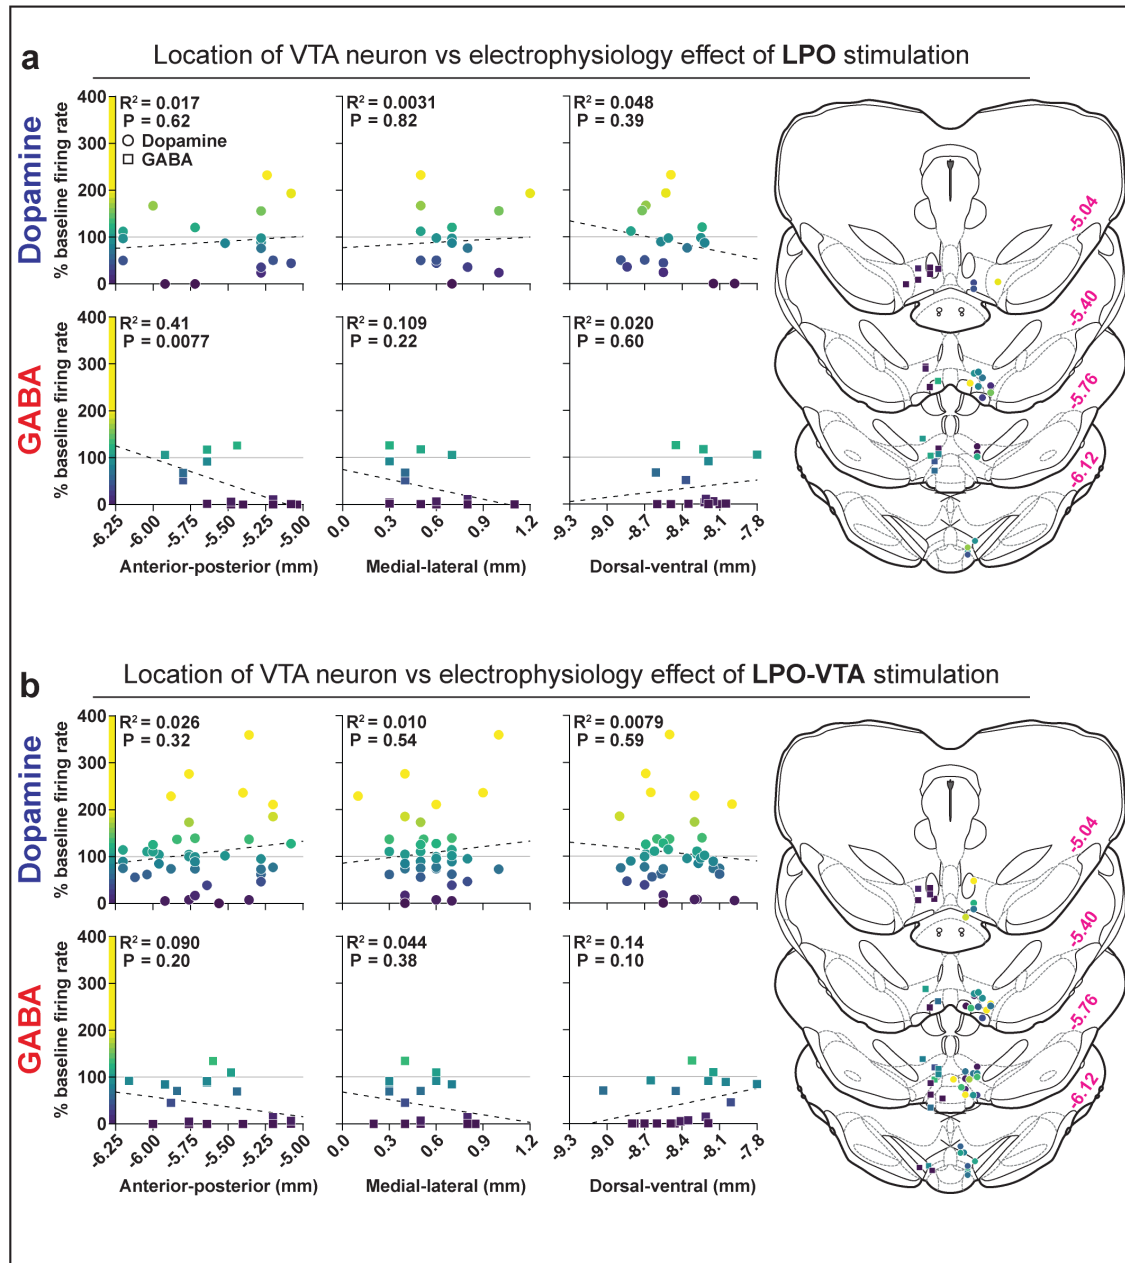 a
Location of VTA neuron vs electrophysiology effect of LPO stimulation
Dopamine
% baseline firing rate
400
300
200
100
0
R² = 0.017
P = 0.62
Dopamine
GABA
R² = 0.0031
P = 0.82
R² = 0.048
P = 0.39
GABA
% baseline firing rate
400
300
200
100
0
R² = 0.41
P = 0.0077
R² = 0.109
P = 0.22
R² = 0.020
P = 0.60
-6.25 -6.00 -5.75 -5.50 -5.25 -5.00
Anterior-posterior (mm)
0.0 0.3 0.6 0.9 1.2
Medial-lateral (mm)
-9.3 -9.0 -8.7 -8.4 -8.1 -7.8
Dorsal-ventral (mm)
-5.04
-5.40
-5.76
-6.12
b
Location of VTA neuron vs electrophysiology effect of LPO-VTA stimulation
Dopamine
% baseline firing rate
400
300
200
100
0
R² = 0.026
P = 0.32
R² = 0.010
P = 0.54
R² = 0.0079
P = 0.59
GABA
% baseline firing rate
400
300
200
100
0
R² = 0.090
P = 0.20
R² = 0.044
P = 0.38
R² = 0.14
P = 0.10
-6.25 -6.00 -5.75 -5.50 -5.25 -5.00
Anterior-posterior (mm)
0.0 0.3 0.6 0.9 1.2
Medial-lateral (mm)
-9.3 -9.0 -8.7 -8.4 -8.1 -7.8
Dorsal-ventral (mm)
-5.04
-5.40
-5.76
-6.12